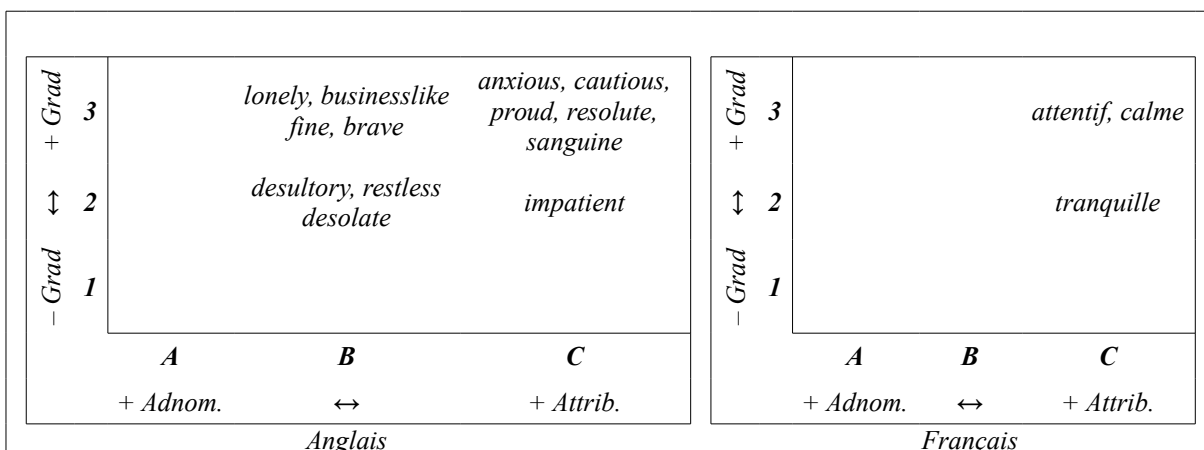 + Grad
3
lonely, businesslike
fine, brave
anxious, cautious,
proud, resolute,
sanguine
↕
2
desultory, restless
desolate
impatient
– Grad
1
A
B
C
+ Adnom.
↔
+ Attrib.
Anglais
+ Grad
3
attentif, calme
↕
2
tranquille
– Grad
1
A
B
C
+ Adnom.
↔
+ Attrib.
Français